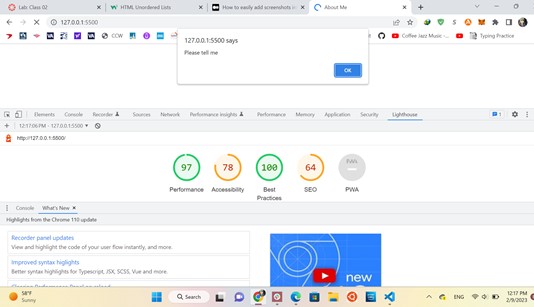 Lab: Class 02
HTML Unordered Lists
How to easily add screenshots in
About Me
127.0.0.1:5500
CCW
Coffee Jazz Music -...
Typing Practice
127.0.0.1:5500 says
Please tell me
OK
Elements
Console
Recorder
Sources
Network
Performance Insights
Performance
Memory
Application
Security
Lighthouse
1
12:17:06 PM - 127.0.0.1:5500
http://127.0.0.1:5500/
97
78
100
64
PWA
Performance
Accessibility
Best
Practices
SEO
PWA
Console
What's New
Highlights from the Chrome 110 update
Recorder panel updates
View and highlight the code of your user flow instantly, and more.
Improved syntax higlights
Better syntax highlights for Typescript, JSX, SCSS, Vue and more.
new
58°F
Sunny
Search
ENG
12:17 PM
2/9/2023